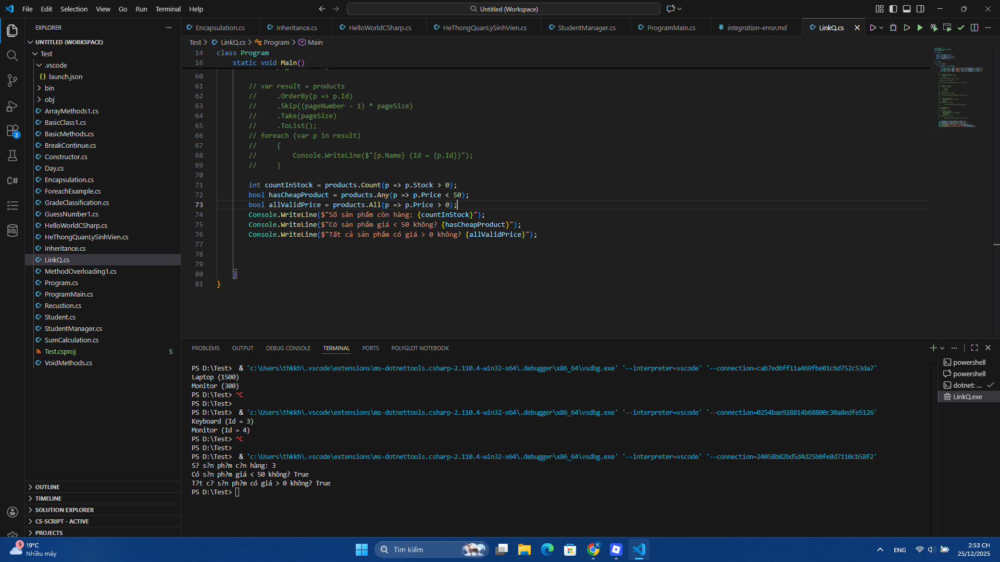 File Edit Selection View Go Run Terminal Help
Untitled (Workspace)
EXPLORER
Encapsulation.cs Inheritance.cs HelloWorldCSharp.cs HeThongQuanLySinhVien.cs StudentManager.cs ProgramMain.cs integration-error.md LinkQ.cs
UNTITLED (WORKSPACE)
Test
.vscode
launch.json
bin
obj
ArrayMethods1.cs
BasicClass1.cs
BasicMethods.cs
BreakContinue.cs
Constructor.cs
Day.cs
Encapsulation.cs
ForeachExample.cs
GradeClassification.cs
GuessNumber1.cs
HelloWorldCSharp.cs
HeThongQuanLySinhVien.cs
Inheritance.cs
LinkQ.cs
MethodOverloading1.cs
Program.cs
ProgramMain.cs
Recustion.cs
Student.cs
StudentManager.cs
SumCalculation.cs
Test.csproj S
VoidMethods.cs
OUTLINE
TIMELINE
SOLUTION EXPLORER
CS-SCRIPT - ACTIVE
PROJECTS
2
C#
SQL
Test > LinkQ.cs > Program > Main
14 class Program
16 static void Main()
60
61 // var result = products
62 //     .OrderBy(p => p.Id)
63 //     .Skip((pageNumber - 1) * pageSize)
64 //     .Take(pageSize)
65 //     .ToList();
66 // foreach (var p in result)
67 //     {
68 //         Console.WriteLine($"{p.Name} (Id = {p.Id})");
69 //     }
70
71 int countInStock = products.Count(p => p.Stock > 0);
72 bool hasCheapProduct = products.Any(p => p.Price < 50);
73 bool allValidPrice = products.All(p => p.Price > 0);
74 Console.WriteLine($"Số sản phẩm còn hàng: {countInStock}");
75 Console.WriteLine($"Có sản phẩm giá < 50 không? {hasCheapProduct}");
76 Console.WriteLine($"Tất cả sản phẩm có giá > 0 không? {allValidPrice}");
77
78
79
80 }
81 }
PROBLEMS OUTPUT DEBUG CONSOLE TERMINAL PORTS POLYGLOT NOTEBOOK
PS D:\Test>  & 'c:\Users\thkkh\.vscode\extensions\ms-dotnettools.csharp-2.110.4-win32-x64\.debugger\x86_64\vsdbg.exe' '--interpreter=vscode' '--connection=cab7ed6ff11a469fbe01cbd752c53da7'
Laptop (1500)
Monitor (300)
PS D:\Test> ^C
PS D:\Test>
PS D:\Test>  & 'c:\Users\thkkh\.vscode\extensions\ms-dotnettools.csharp-2.110.4-win32-x64\.debugger\x86_64\vsdbg.exe' '--interpreter=vscode' '--connection=0254bae928814b68800c30a8edfe5126'
Keyboard (Id = 3)
Monitor (Id = 4)
PS D:\Test> ^C
PS D:\Test>
PS D:\Test>  & 'c:\Users\thkkh\.vscode\extensions\ms-dotnettools.csharp-2.110.4-win32-x64\.debugger\x86_64\vsdbg.exe' '--interpreter=vscode' '--connection=24058b82bd5d4d25b0fe8d7110cb58f2'
S? s?n ph?m c?n hàng: 3
Có s?n ph?m giá < 50 không? True
T?t c? s?n ph?m có giá > 0 không? True
PS D:\Test>
powershell
powershell
dotnet: ...
LinkQ.exe
9
19°C
Nhiều mây
Tìm kiếm
K
ENG
2:53 CH
25/12/2025